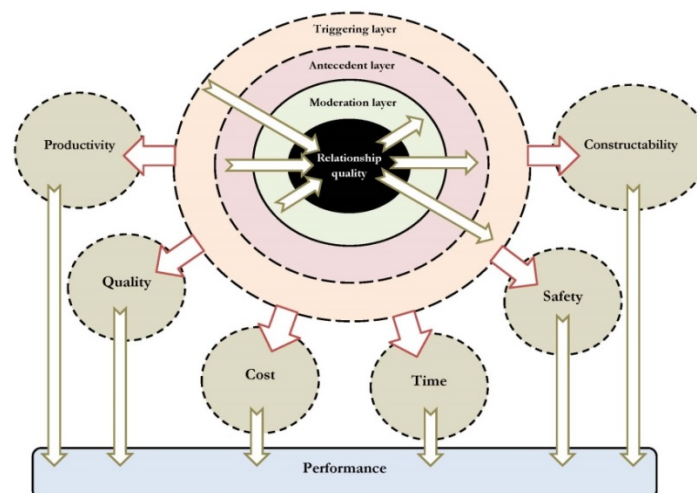 Triggering layer
Antecedent layer
Moderation layer
Relationship
quality
Productivity
Constructability
Quality
Safety
Cost
Time
Performance